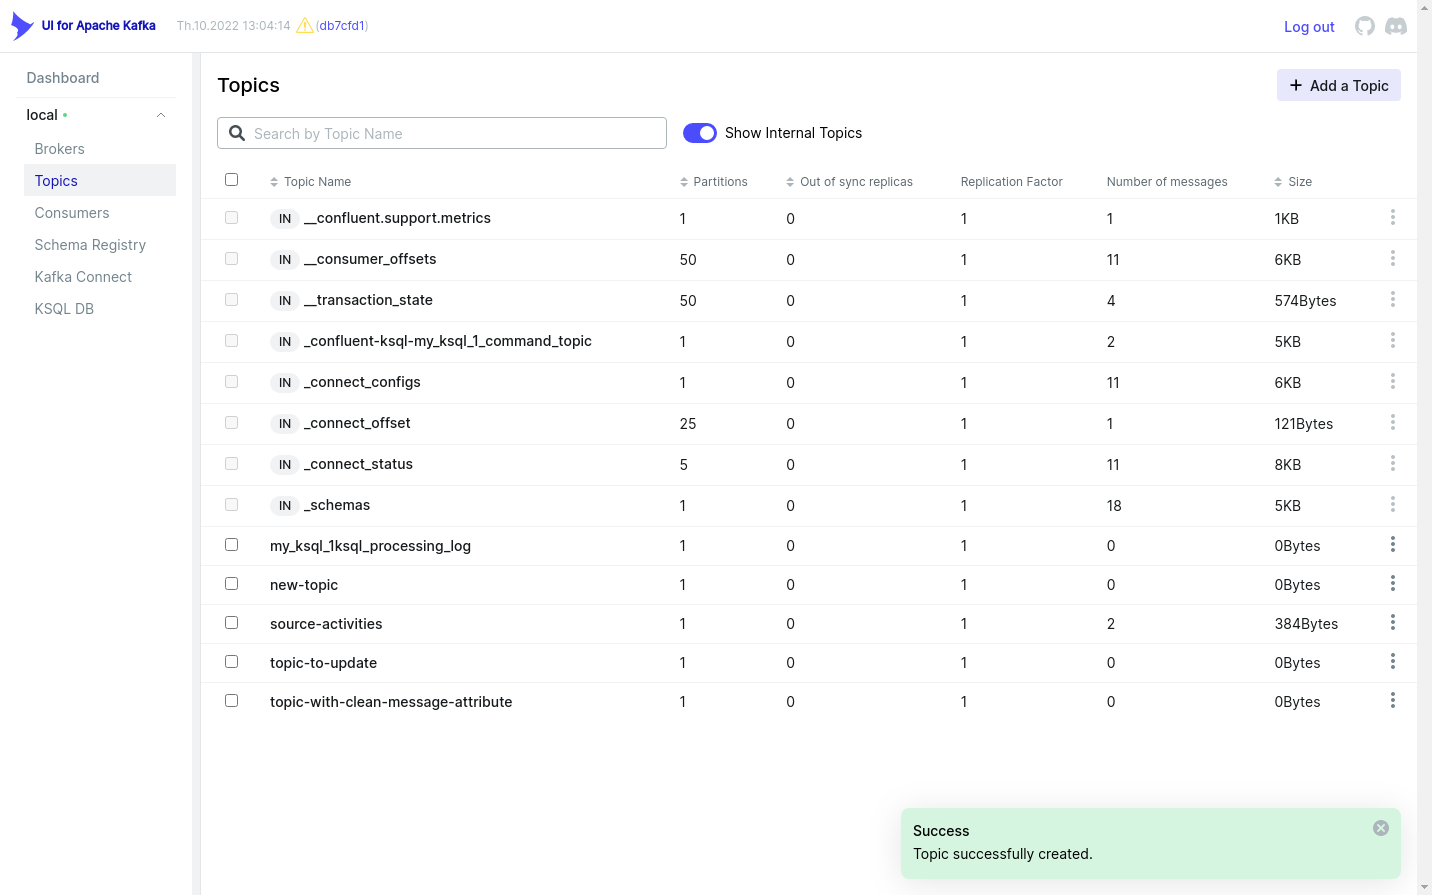 UI for Apache Kafka Th.10.2022 13:04:14 (db7cfd1) Log out
Dashboard
local
Brokers
Topics
Consumers
Schema Registry
Kafka Connect
KSQL DB
Topics
Add a Topic
Search by Topic Name
Show Internal Topics
Topic Name Partitions Out of sync replicas Replication Factor Number of messages Size
IN __confluent.support.metrics 1 0 1 1 1KB
IN __consumer_offsets 50 0 1 11 6KB
IN __transaction_state 50 0 1 4 574Bytes
IN _confluent-ksql-my_ksql_1_command_topic 1 0 1 2 5KB
IN _connect_configs 1 0 1 11 6KB
IN _connect_offset 25 0 1 1 121Bytes
IN _connect_status 5 0 1 11 8KB
IN _schemas 1 0 1 18 5KB
my_ksql_1ksql_processing_log 1 0 1 0 0Bytes
new-topic 1 0 1 0 0Bytes
source-activities 1 0 1 2 384Bytes
topic-to-update 1 0 1 0 0Bytes
topic-with-clean-message-attribute 1 0 1 0 0Bytes
Success
Topic successfully created.